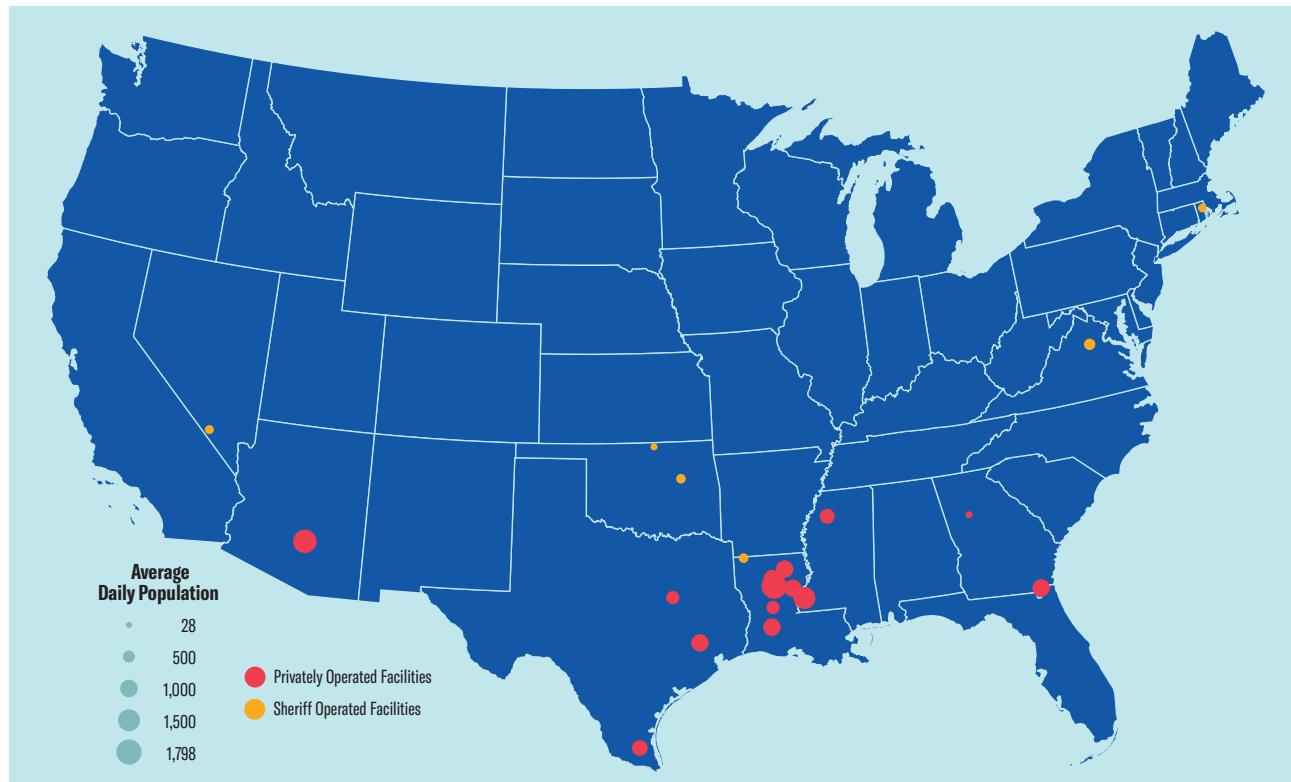 Average
Daily Population
28
500
1,000
1,500
1,798
Privately Operated Facilities
Sheriff Operated Facilities